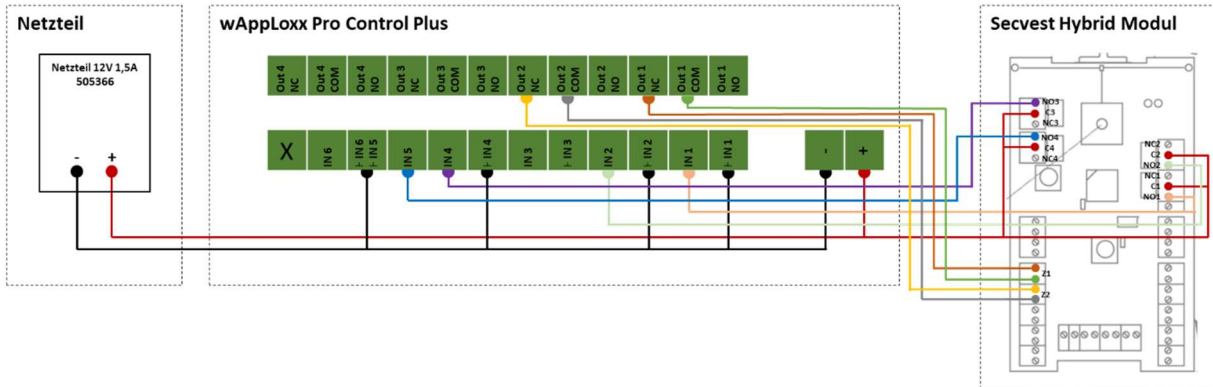 Netzteil
wAppLoxx Pro Control Plus
Secvest Hybrid Modul
Netzteil 12V 1,5A
505366
-
+
Out 4
NC
Out 4
COM
Out 4
NO
Out 3
NC
Out 3
COM
Out 3
NO
Out 2
NC
Out 2
COM
Out 2
NO
Out 1
NC
Out 1
COM
Out 1
NO
X
IN 6
⊢ IN 6
⊢ IN 5
IN 5
IN 4
⊢ IN 4
IN 3
⊢ IN 3
IN 2
⊢ IN 2
IN 1
⊢ IN 1
-
+
NO3
C3
NC3
NO4
C4
NC4
NC2
C2
NO2
NC1
C1
NO1
Z1
Z2